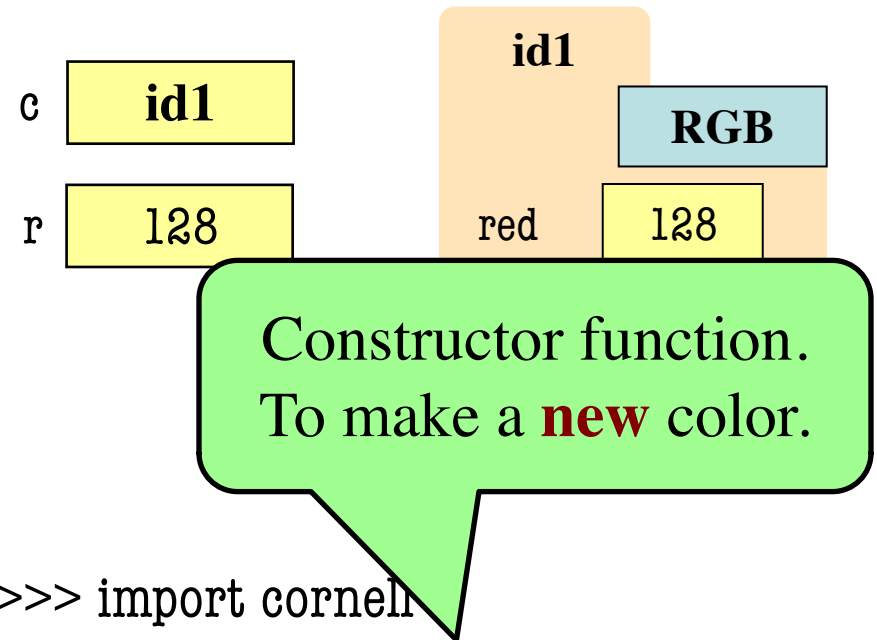 id1
c id1
RGB
r 128
red 128
Constructor function.
To make a new color.
>>> import cornell